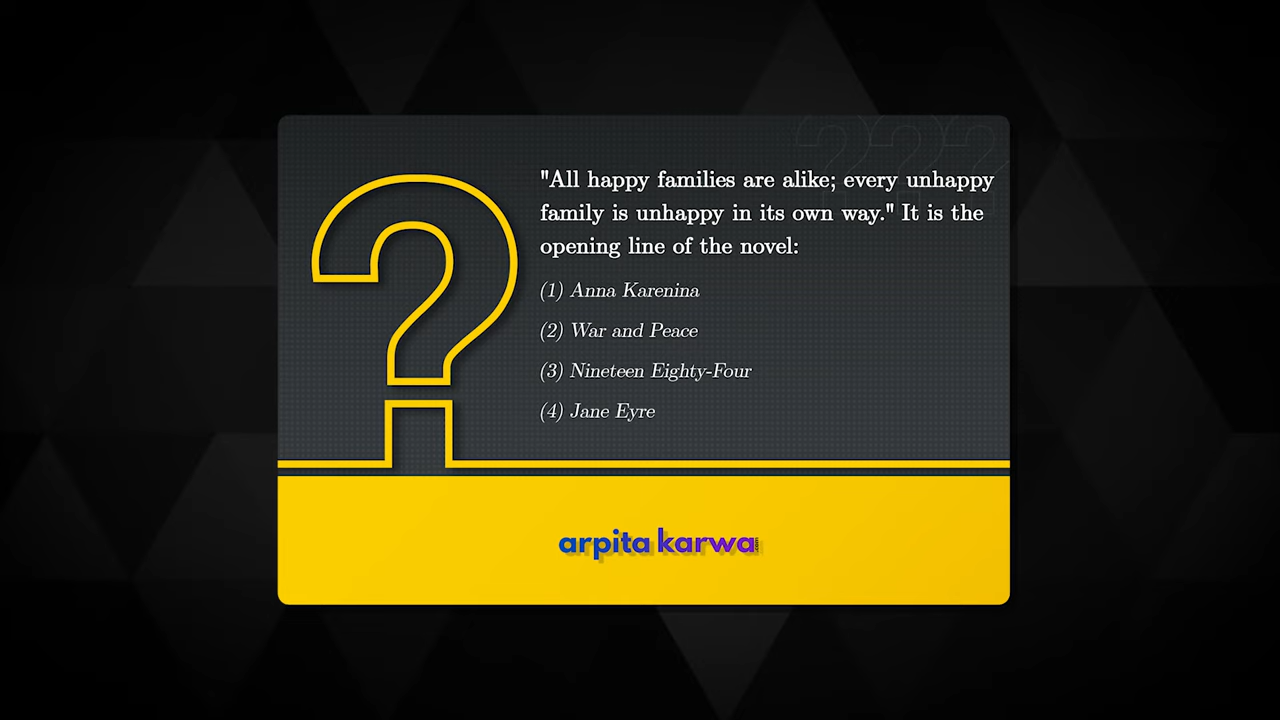 "All happy families are alike; every unhappy
family is unhappy in its own way." It is the
opening line of the novel:
(1) Anna Karenina
(2) War and Peace
(3) Nineteen Eighty-Four
(4) Jane Eyre
arpita karwa